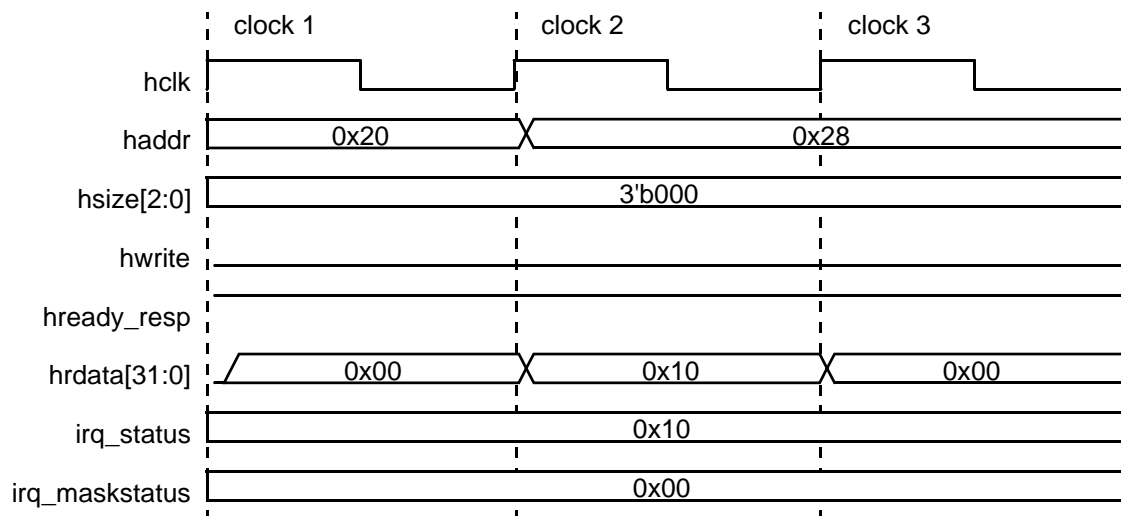 clock 1 clock 2 clock 3
hclk
haddr 0x20 0x28
hsize[2:0] 3'b000
hwrite
hready_resp
hrdata[31:0] 0x00 0x10 0x00
irq_status 0x10
irq_maskstatus 0x00